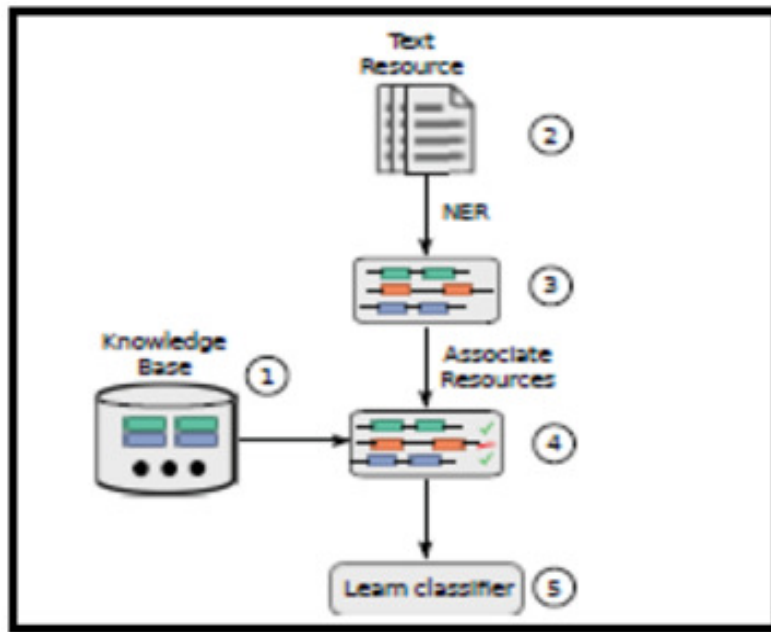 Text
Resource
2
NER
3
Knowledge
Base
1
Associate
Resources
4
Learn classifier
5